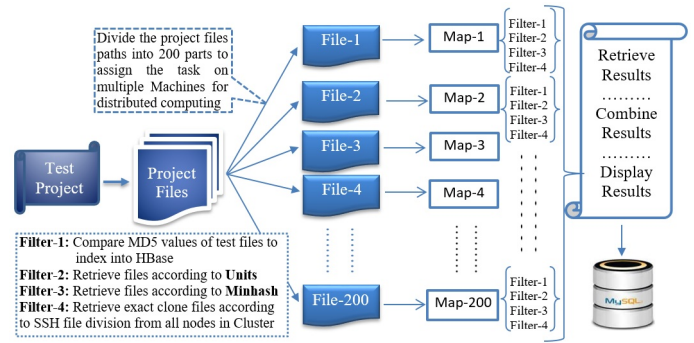 Divide the project files
paths into 200 parts to
assign the task on
multiple Machines for
distributed computing
Test
Project
Project
Files
File-1
File-2
File-3
File-4
File-200
Map-1
Map-2
Map-3
Map-4
Map-200
Filter-1
Filter-2
Filter-3
Filter-4
Filter-1
Filter-2
Filter-3
Filter-4
Filter-1
Filter-2
Filter-3
Filter-4
Retrieve
Results
.........
Combine
Results
.........
Display
Results
MySQL
Filter-1: Compare MD5 values of test files to
index into HBase
Filter-2: Retrieve files according to Units
Filter-3: Retrieve files according to Minhash
Filter-4: Retrieve exact clone files according
to SSH file division from all nodes in Cluster